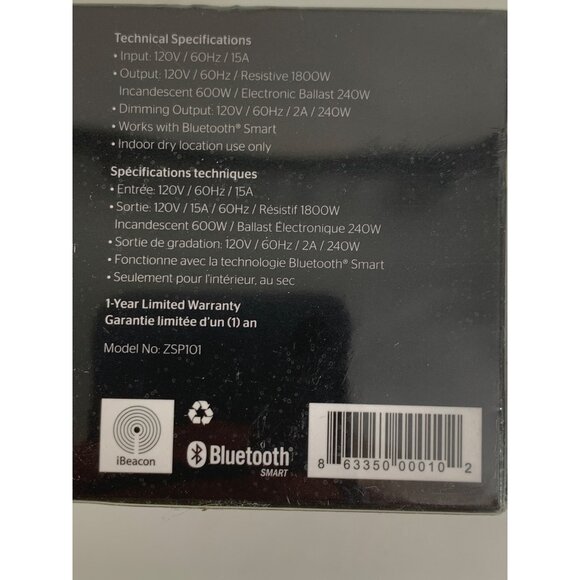 Technical Specifications
• Input: 120V / 60Hz / 15A
• Output: 120V / 60Hz / Resistive 1800W
Incandescent 600W / Electronic Ballast 240W
• Dimming Output: 120V / 60Hz / 2A / 240W
• Works with Bluetooth® Smart
• Indoor dry location use only
Spécifications techniques
• Entrée: 120V / 60Hz / 15A
• Sortie: 120V / 15A / 60Hz / Résistif 1800W
Incandescent 600W / Ballast Électronique 240W
• Sortie de gradation: 120V / 60Hz / 2A / 240W
• Fonctionne avec la technologie Bluetooth® Smart
• Seulement pour l'intérieur, au sec
1-Year Limited Warranty
Garantie limitée d'un (1) an
Model No: ZSP101
iBeacon
Bluetooth®
SMART
8 63350 00010 2